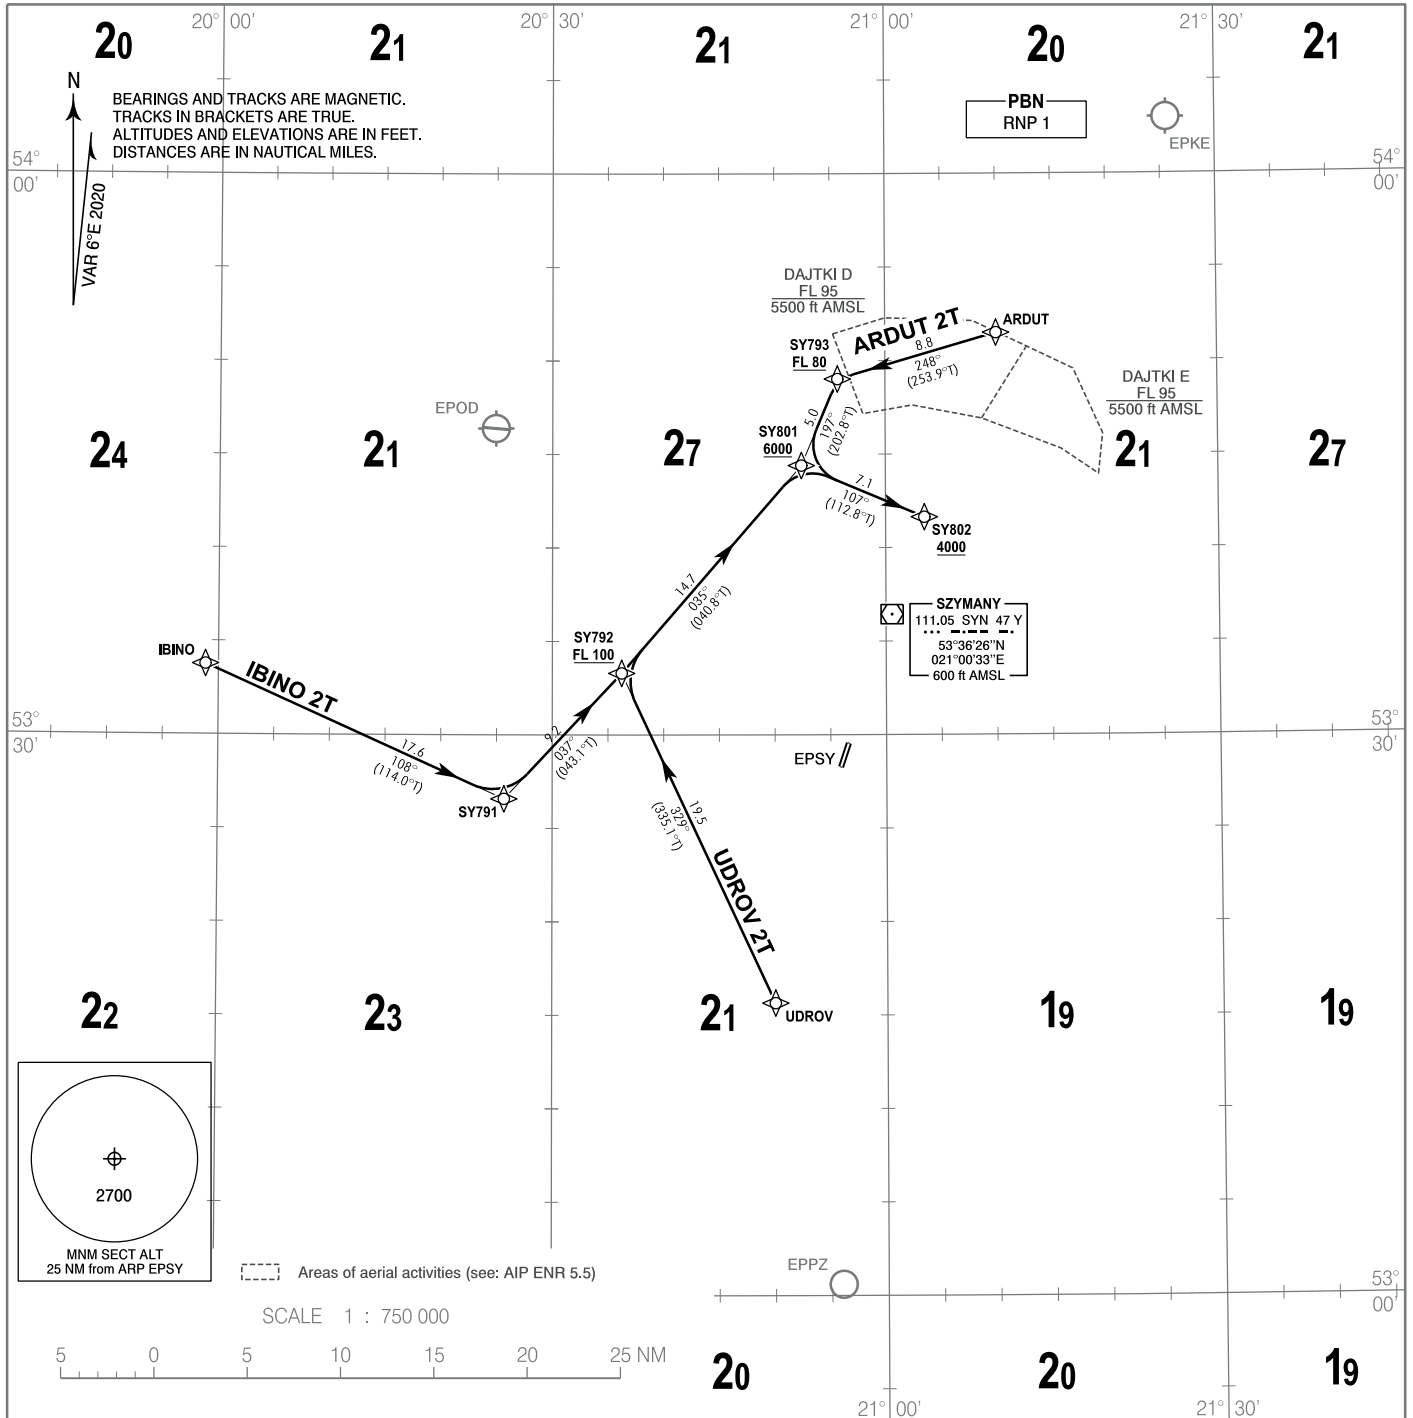 20° 00'
20° 30'
21° 00'
21° 30'
20
21
21
20
21
N
BEARINGS AND TRACKS ARE MAGNETIC.
TRACKS IN BRACKETS ARE TRUE.
ALTITUDES AND ELEVATIONS ARE IN FEET.
DISTANCES ARE IN NAUTICAL MILES.
VAR 6°E 2020
PBN
RNP 1
EPKE
54°
00'
54°
00'
DAJTKI D
FL 95
5500 ft AMSL
ARDUT 2T
ARDUT
8.8
248°
(253.9°T)
SY793
FL 80
DAJTKI E
FL 95
5500 ft AMSL
EPOD
5.0
197°
(202.8°T)
SY801
6000
24
21
27
21
27
7.1
107°
(112.8°T)
SY802
4000
14.7
035°
(040.8°T)
SZYMANY
111.05 SYN 47 Y
53°36'26"N
021°00'33"E
600 ft AMSL
SY792
FL 100
IBINO
IBINO 2T
53°
30'
53°
30'
17.6
108°
(114.0°T)
9.2
037°
(043.1°T)
EPSY
SY791
19.5
329°
(335.1°T)
UDROV 2T
UDROV
22
23
21
19
19
2700
MNM SECT ALT
25 NM from ARP EPSY
Areas of aerial activities (see: AIP ENR 5.5)
EPPZ
53°
00'
SCALE 1 : 750 000
5 0 5 10 15 20 25 NM
20
20
19
21° 00'
21° 30'